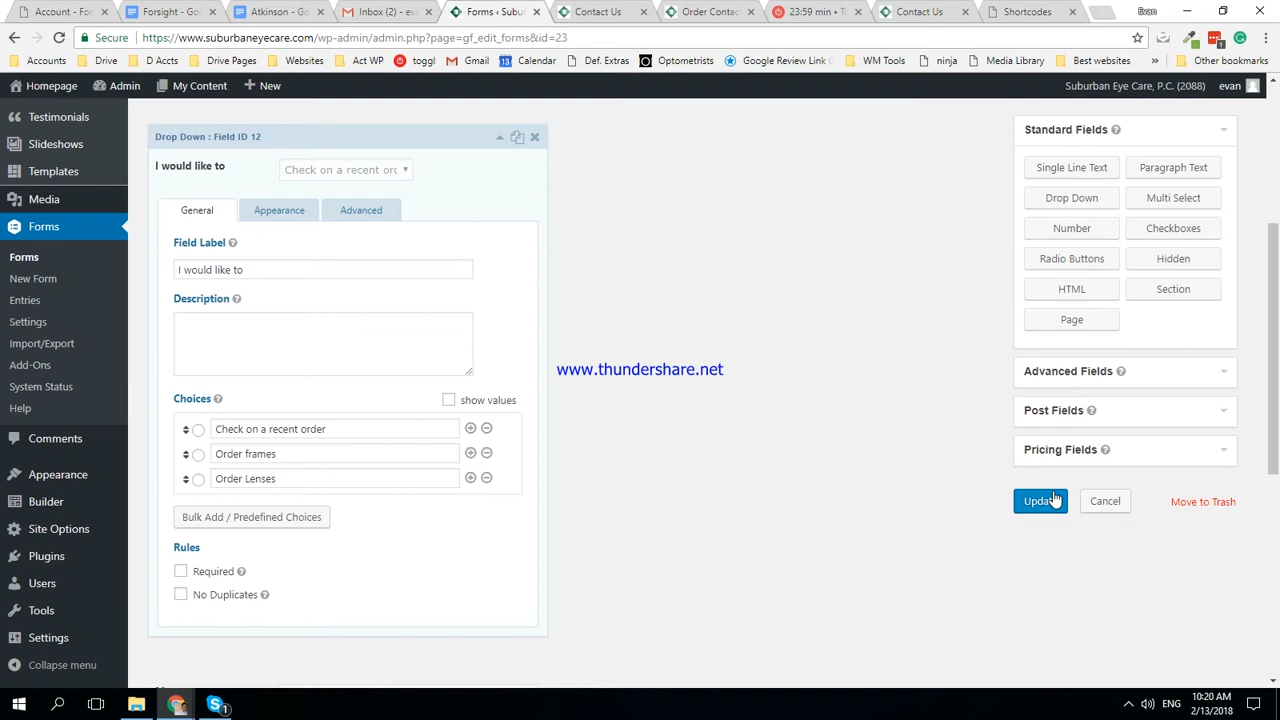 Account - For
Forsight - Goo
Atkinson - Goo
Inbox (2) - eva
Forms ‹ Subur
Contact Us
Order Contac
23:59 min • To
Contact Us
Shortcodes
Evan
Secure
https://www.suburbaneyecare.com/wp-admin/admin.php?page=gf_edit_forms&id=23
Accounts
Drive
D Accts
Drive Pages
Websites
Act WP
toggl
Gmail
Calendar
Def. Extras
Optometrists
Google Review Link
WM Tools
ninja
Media Library
Best websites
Other bookmarks
Homepage
Admin
My Content
New
Suburban Eye Care, P.C. (2088)
evan
Testimonials
Slideshows
Templates
Media
Forms
Forms
New Form
Entries
Settings
Import/Export
Add-Ons
System Status
Help
Comments
Appearance
Builder
Site Options
Plugins
Users
Tools
Settings
Collapse menu
Drop Down : Field ID 12
I would like to
Check on a recent orc
General
Appearance
Advanced
Field Label
I would like to
Description
Choices
show values
Check on a recent order
Order frames
Order Lenses
Bulk Add / Predefined Choices
Rules
Required
No Duplicates
www.thundershare.net
Standard Fields
Single Line Text
Paragraph Text
Drop Down
Multi Select
Number
Checkboxes
Radio Buttons
Hidden
HTML
Section
Page
Advanced Fields
Post Fields
Pricing Fields
Update
Cancel
Move to Trash
ENG
10:20 AM
2/13/2018